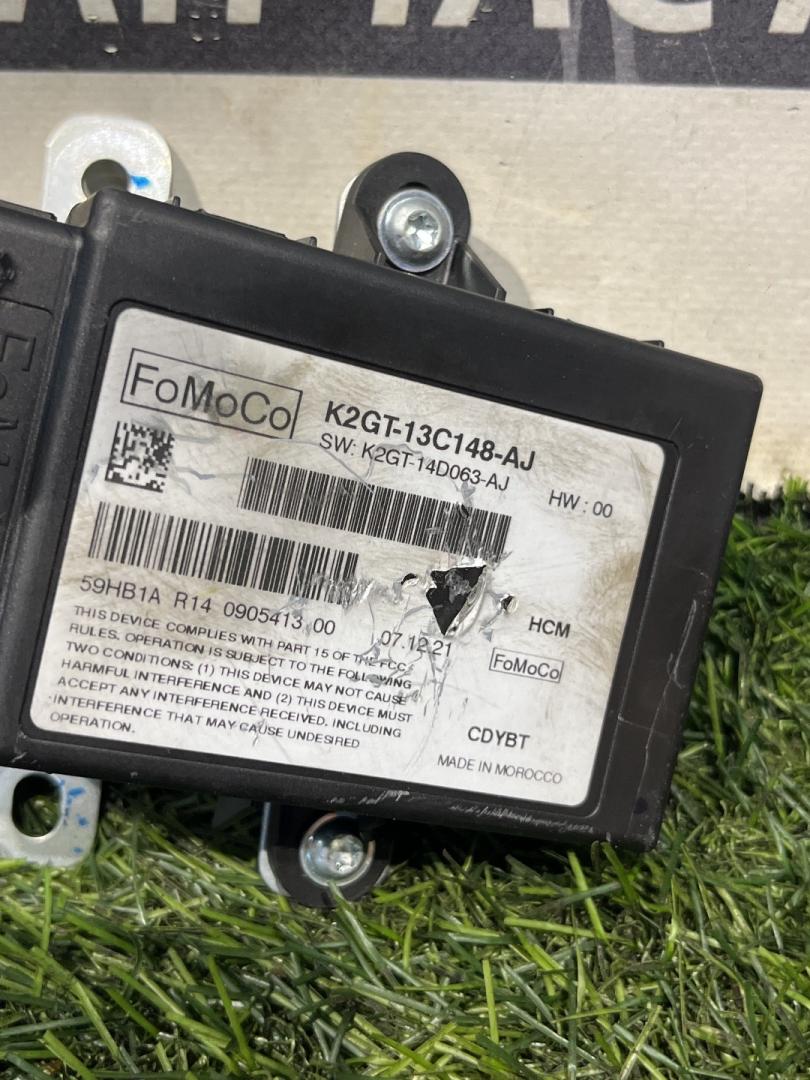 FoMoCo
K2GT-13C148-AJ
SW: K2GT-14D063-AJ
HW : 00
59HB1A R14 0905413 00
07.12.21
HCM
FoMoCo
THIS DEVICE COMPLIES WITH PART 15 OF THE FCC
RULES. OPERATION IS SUBJECT TO THE FOLLOWING
TWO CONDITIONS: (1) THIS DEVICE MAY NOT CAUSE
HARMFUL INTERFERENCE AND (2) THIS DEVICE MUST
ACCEPT ANY INTERFERENCE RECEIVED, INCLUDING
INTERFERENCE THAT MAY CAUSE UNDESIRED
OPERATION.
CDYBT
MADE IN MOROCCO